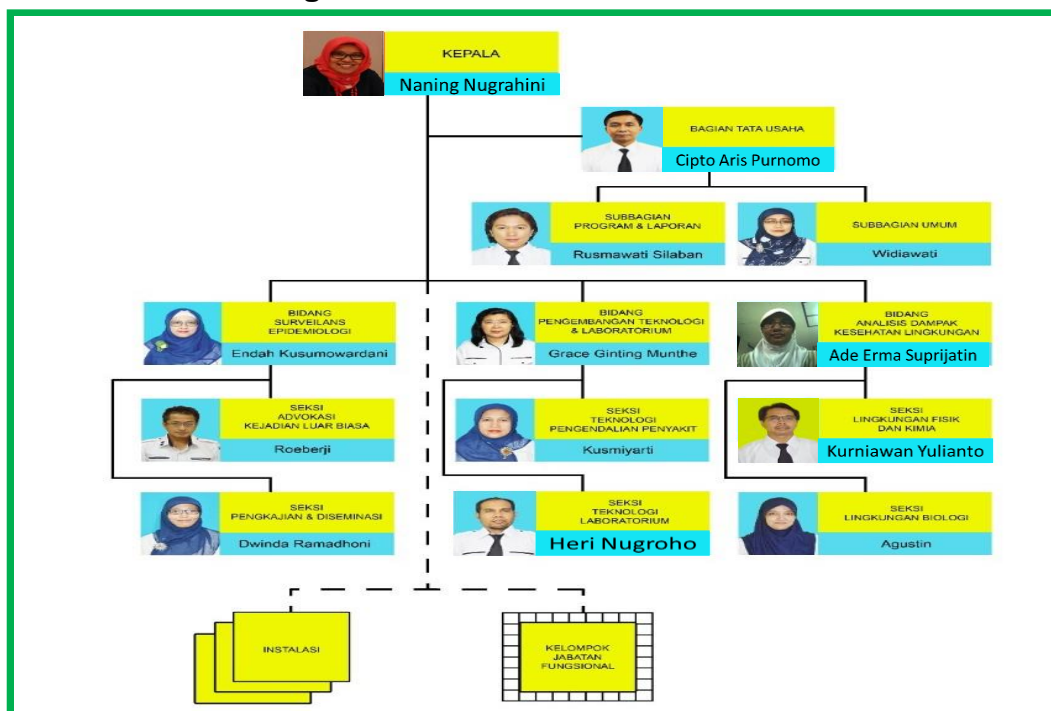 KEPALA
Naning Nugrahini
BAGIAN TATA USAHA
Cipto Aris Purnomo
SUBBAGIAN
PROGRAM & LAPORAN
Rusmawati Silaban
SUBBAGIAN UMUM
Widiawati
BIDANG
SURVEILANS
EPIDEMIOLOGI
Endah Kusumowardani
BIDANG
PENGEMBANGAN TEKNOLOGI
& LABORATORIUM
Grace Ginting Munthe
BIDANG
ANALISIS DAMPAK
KESEHATAN LINGKUNGAN
Ade Erma Suprijatin
SEKSI
ADVOKASI
KEJADIAN LUAR BIASA
Roeberji
SEKSI
TEKNOLOGI
PENGENDALIAN PENYAKIT
Kusmiyarti
SEKSI
LINGKUNGAN FISIK
DAN KIMIA
Kurniawan Yulianto
SEKSI
PENGKAJIAN & DISEMINASI
Dwinda Ramadhoni
SEKSI
TEKNOLOGI
LABORATORIUM
Heri Nugroho
SEKSI
LINGKUNGAN BIOLOGI
Agustin
INSTALASI
KELOMPOK
JABATAN
FUNGSIONAL